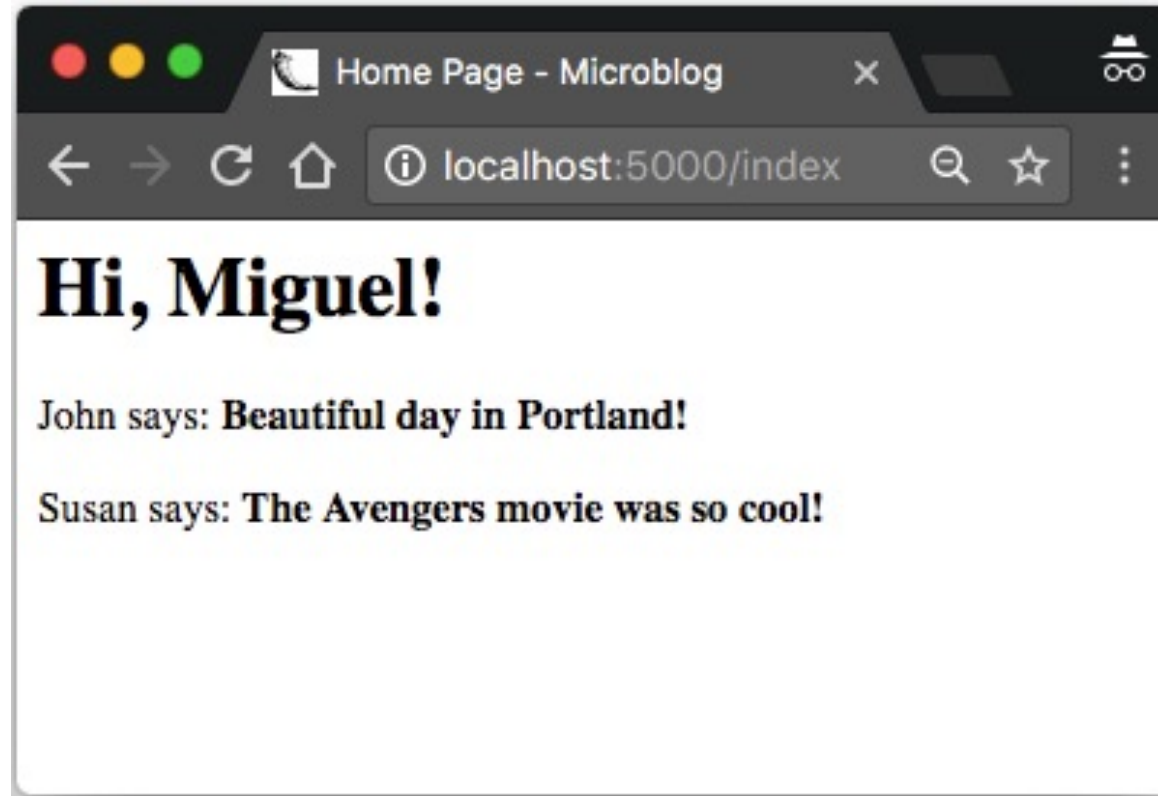 Home Page - Microblog
localhost:5000/index
Hi, Miguel!
John says: Beautiful day in Portland!
Susan says: The Avengers movie was so cool!